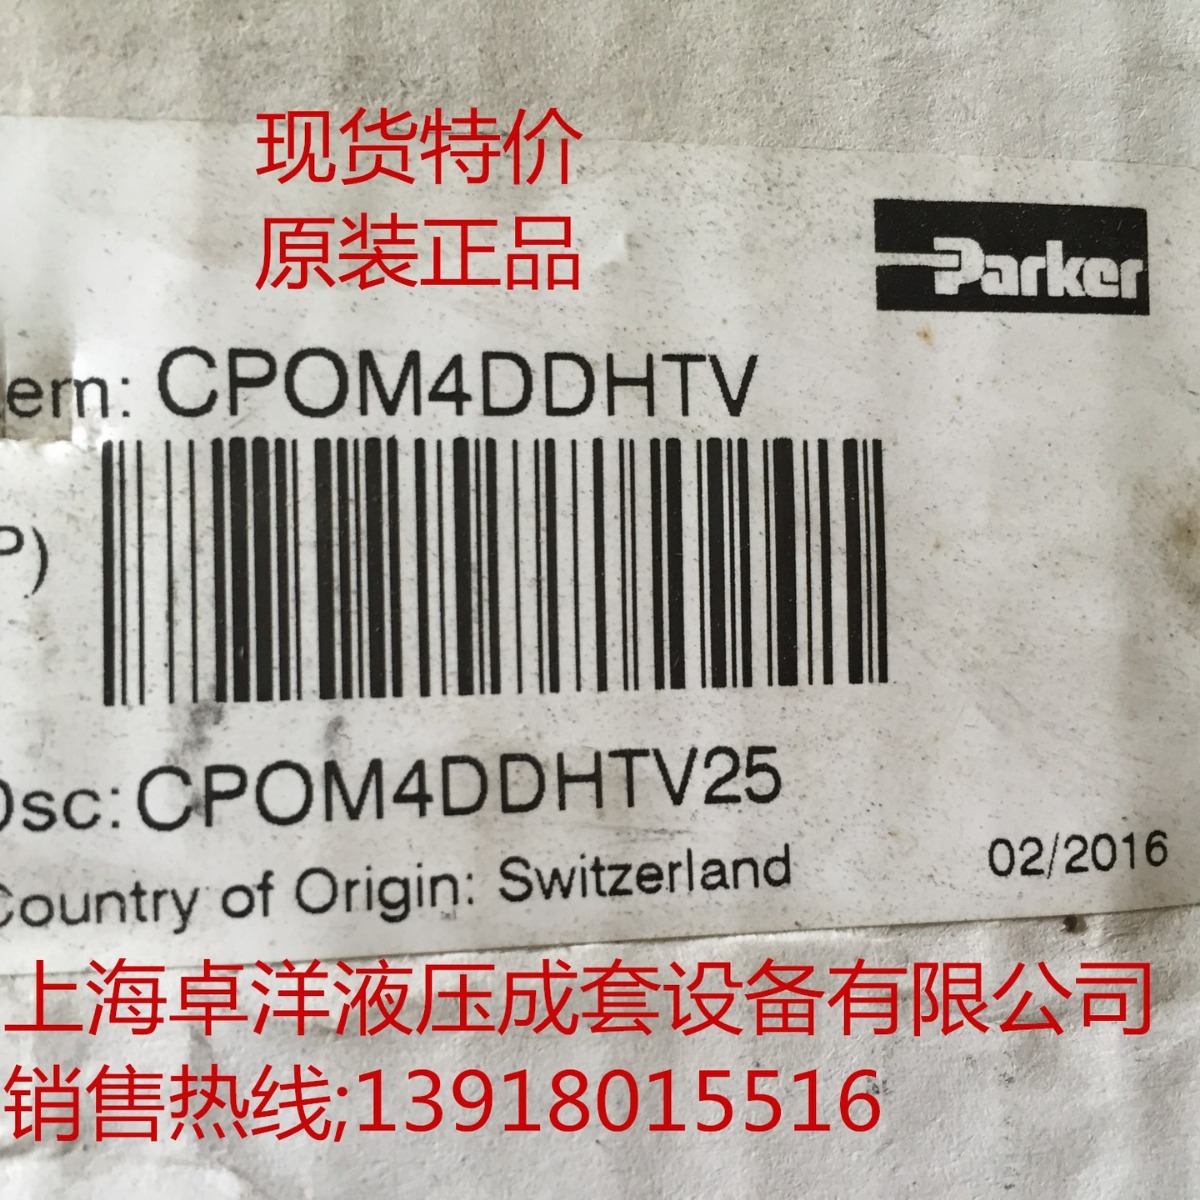 现货特价
原装正品
Parker
ern: CPOM4DDHTV
P)
Dsc: CPOM4DDHTV25
Country of Origin: Switzerland
02/2016
上海卓洋液压成套设备有限公司
销售热线;13918015516